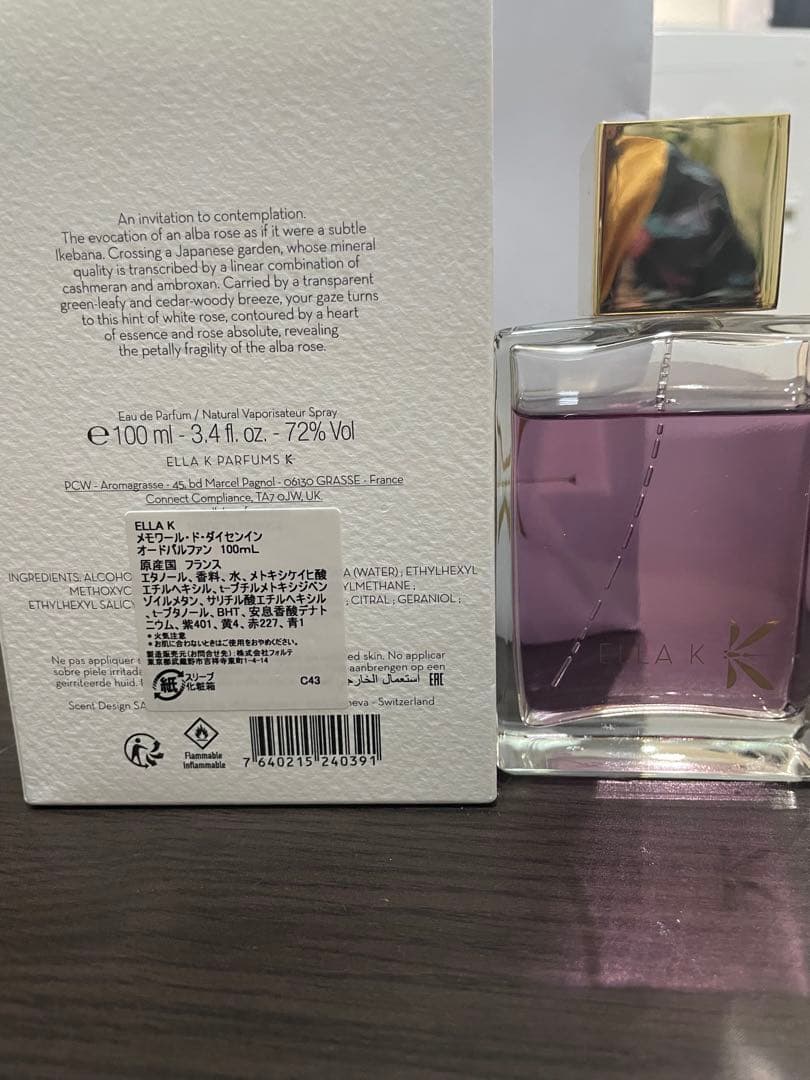 An invitation to contemplation.
The evocation of an alba rose as if it were a subtle
Ikebana. Crossing a Japanese garden, whose mineral
quality is transcribed by a linear combination of
cashmeran and ambroxan. Carried by a transparent
green-leafy and cedar-woody breeze, your gaze turns
to this hint of white rose, contoured by a heart
of essence and rose absolute, revealing
the petally fragility of the alba rose.
Eau de Parfum / Natural Vaporisateur Spray
℮ 100 ml - 3.4 fl. oz. - 72% Vol
ELLA K PARFUMS K
PCW - Aromagrasse - 45, bd Marcel Pagnol - 06130 GRASSE - France
Connect Compliance, TA7 0JW, UK
ELLA K
メモワール・ド・ダイセンイン
オードパルファン 100mL
原産国 フランス
エタノール、香料、水、メトキシケイヒ酸
エチルヘキシル、t-ブチルメトキシジベン
ゾイルメタン、サリチル酸エチルヘキシル
、t-ブタノール、BHT、安息香酸デナト
ニウム、紫401、黄4、赤227、青1
*火気注意
*お肌に合わないときはご使用をおやめください。
製造販売元(お問合せ先):株式会社フォルテ
東京都武蔵野市吉祥寺東町1-4-14
紙 スリーブ
化粧箱
C43
INGREDIENTS: ALCOHO
(WATER) ; ETHYLHEXYL
METHOXYC
YLMETHANE ;
ETHYLHEXYL SALICY
; CITRAL ; GERANIOL ;
Ne pas appliquer
ed skin. No aplicar
sobre piele irritada
aanbrengen op een
geïrriteerde huid.
استعمال الخارج
EAC
Scent Design SA
neva - Switzerland
Flammable
Inflammable
7 640215 240391
ELLA K